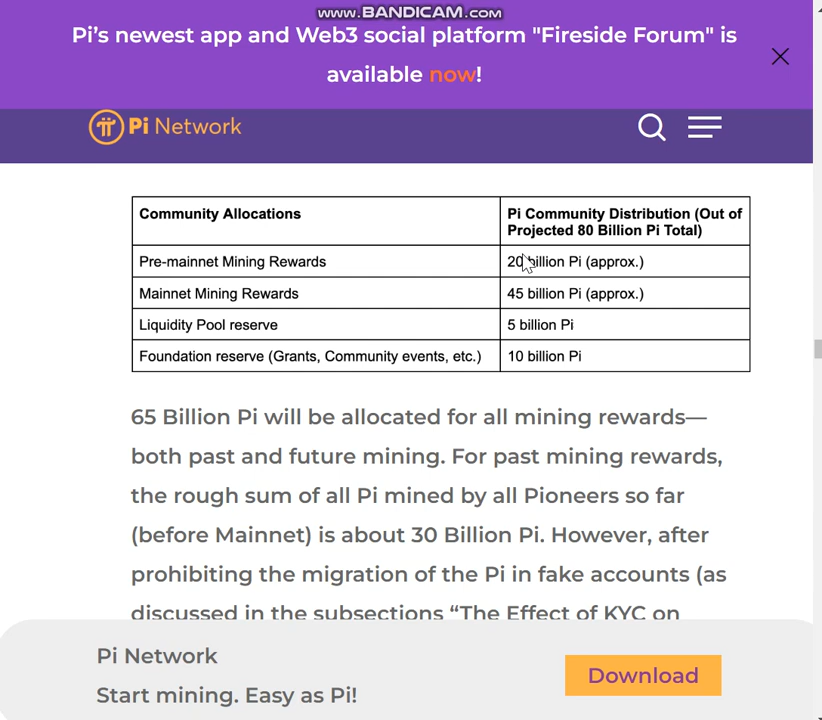 www.BANDICAM.com
Pi’s newest app and Web3 social platform "Fireside Forum" is
available now!
Pi Network
Community Allocations
Pi Community Distribution (Out of
Projected 80 Billion Pi Total)
Pre-mainnet Mining Rewards
20 billion Pi (approx.)
Mainnet Mining Rewards
45 billion Pi (approx.)
Liquidity Pool reserve
5 billion Pi
Foundation reserve (Grants, Community events, etc.)
10 billion Pi
65 Billion Pi will be allocated for all mining rewards—
both past and future mining. For past mining rewards,
the rough sum of all Pi mined by all Pioneers so far
(before Mainnet) is about 30 Billion Pi. However, after
prohibiting the migration of the Pi in fake accounts (as
discussed in the subsections “The Effect of KYC on
Pi Network
Start mining. Easy as Pi!
Download